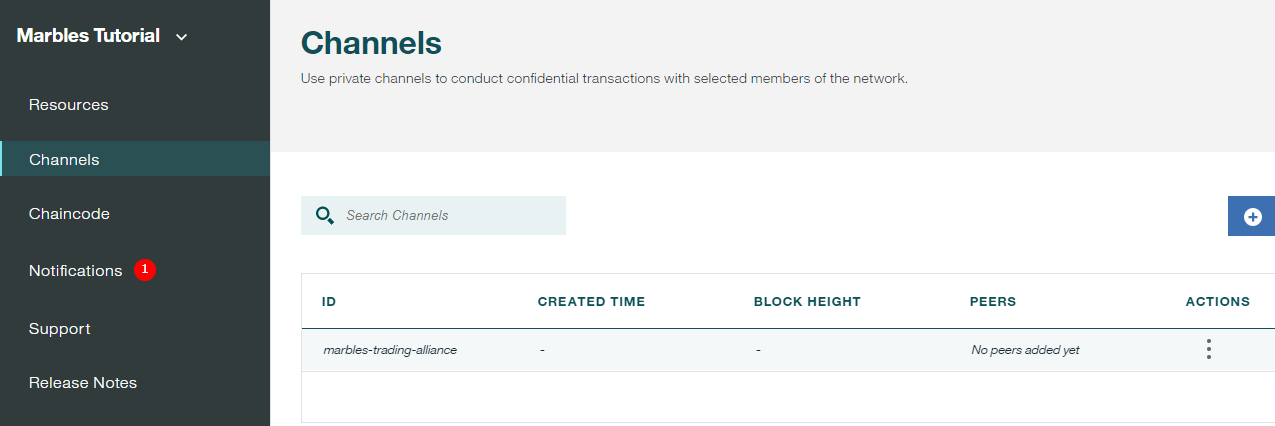 Marbles Tutorial
Resources
Channels
Chaincode
Notifications 1
Support
Release Notes
Channels
Use private channels to conduct confidential transactions with selected members of the network.
Search Channels
ID CREATED TIME BLOCK HEIGHT PEERS ACTIONS
marbles-trading-alliance - - No peers added yet